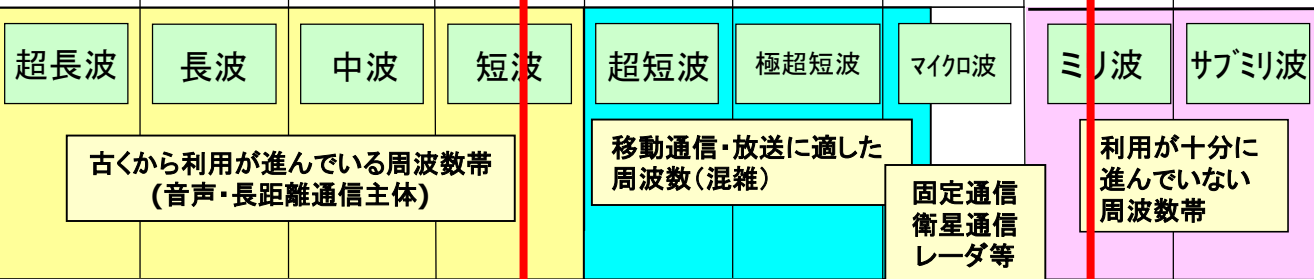 超長波
長波
中波
短波
超短波
極超短波
マイクロ波
ミリ波
サブミリ波
古くから利用が進んでいる周波数帯
(音声・長距離通信主体)
移動通信・放送に適した
周波数(混雑)
固定通信
衛星通信
レーダ等
利用が十分に
進んでいない
周波数帯